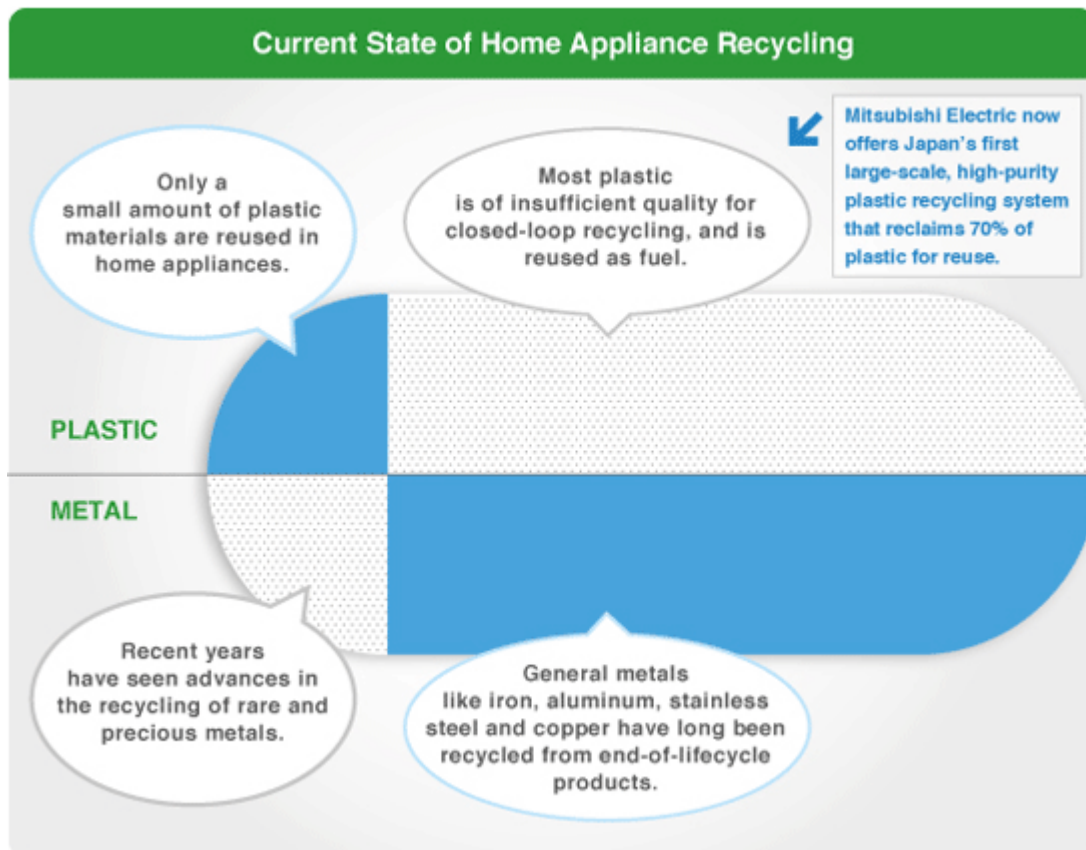 Current State of Home Appliance Recycling
Mitsubishi Electric now
offers Japan's first
large-scale, high-purity
plastic recycling system
that reclaims 70% of
plastic for reuse.
Only a
small amount of plastic
materials are reused in
home appliances.
Most plastic
is of insufficient quality for
closed-loop recycling, and is
reused as fuel.
PLASTIC
METAL
Recent years
have seen advances in
the recycling of rare and
precious metals.
General metals
like iron, aluminum, stainless
steel and copper have long been
recycled from end-of-lifecycle
products.